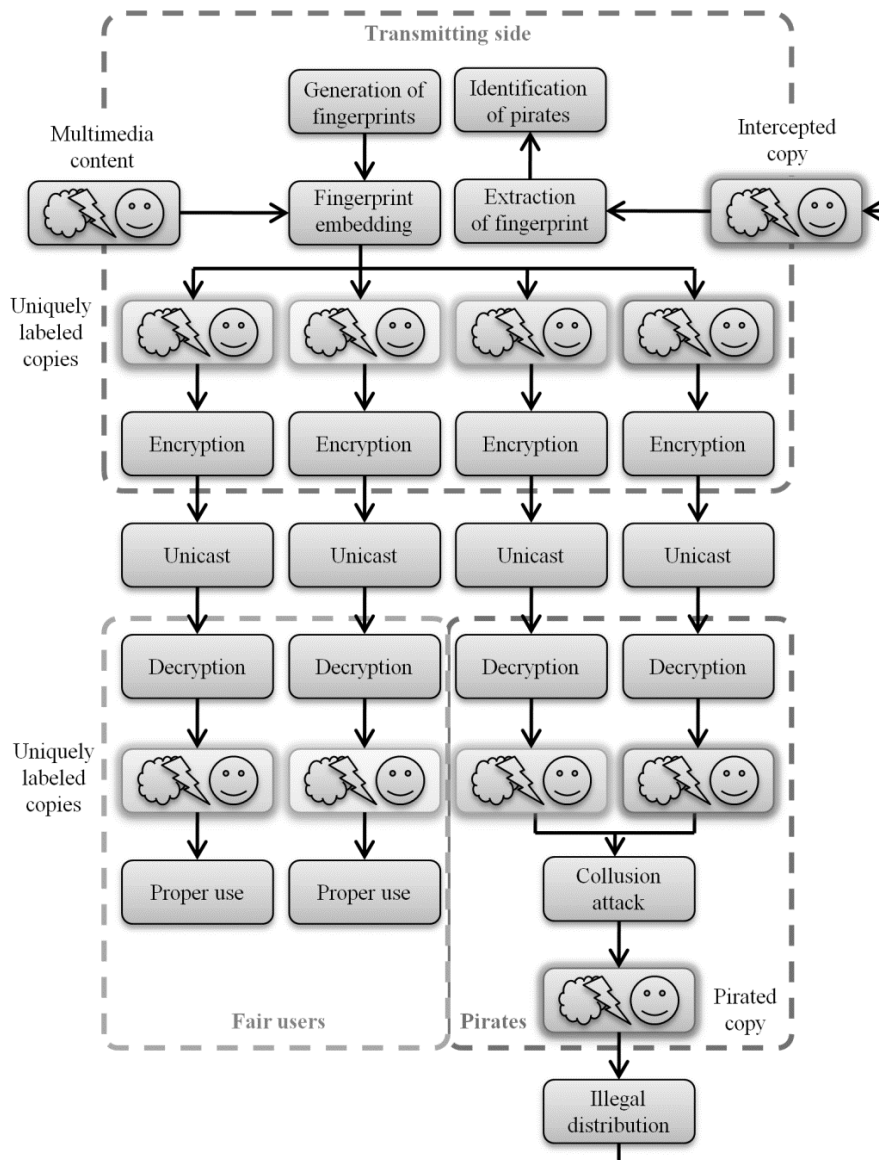 Transmitting side
Generation of
fingerprints
Identification
of pirates
Multimedia
content
Intercepted
copy
Fingerprint
embedding
Extraction
of fingerprint
Uniquely
labeled
copies
Encryption
Encryption
Encryption
Encryption
Unicast
Unicast
Unicast
Unicast
Decryption
Decryption
Decryption
Decryption
Uniquely
labeled
copies
Proper use
Proper use
Collusion
attack
Pirated
copy
Fair users
Pirates
Illegal
distribution